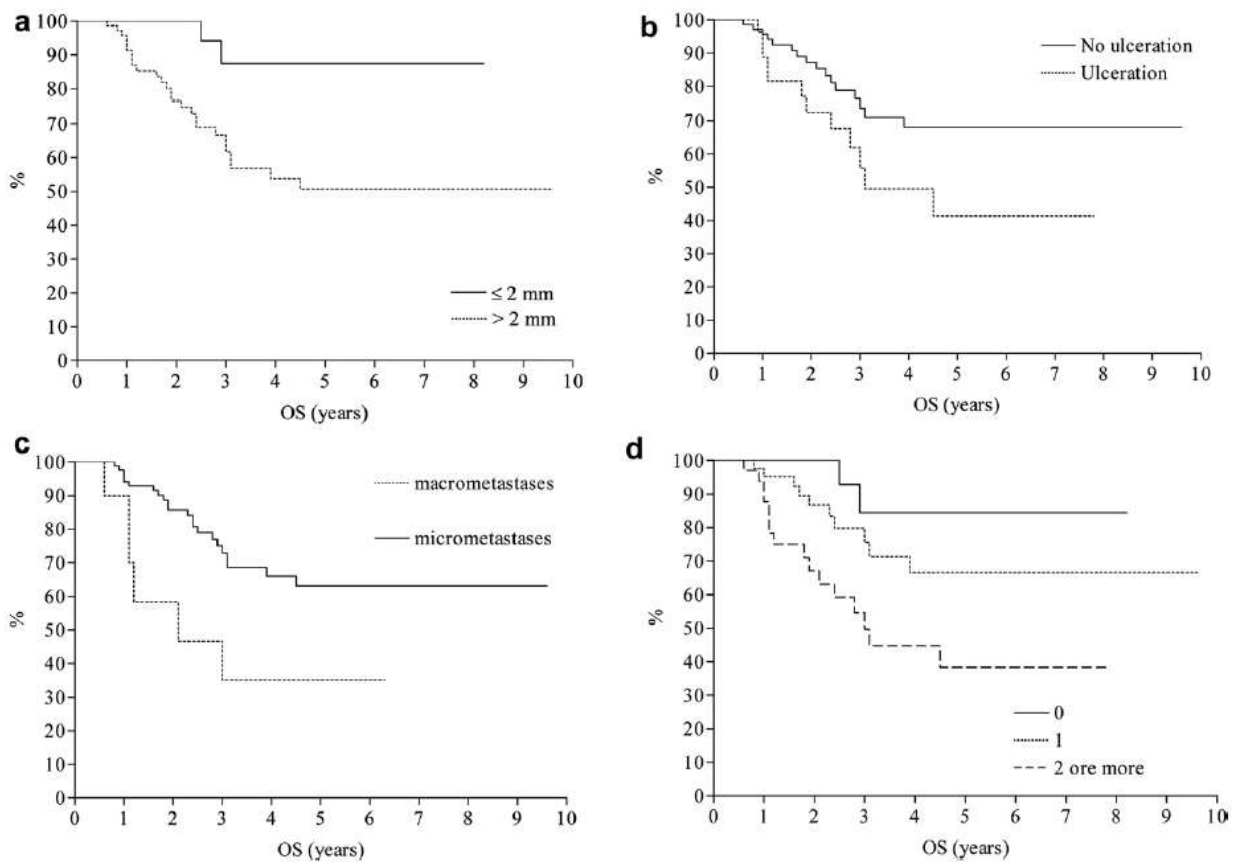 a
100
90
80
70
60
50
40
30
20
10
0
%
≤ 2 mm
> 2 mm
0 1 2 3 4 5 6 7 8 9 10
OS (years)
b
100
90
80
70
60
50
40
30
20
10
0
%
No ulceration
Ulceration
0 1 2 3 4 5 6 7 8 9 10
OS (years)
c
100
90
80
70
60
50
40
30
20
10
0
%
macrometastases
micrometastases
0 1 2 3 4 5 6 7 8 9 10
OS (years)
d
100
90
80
70
60
50
40
30
20
10
0
%
0
1
2 ore more
0 1 2 3 4 5 6 7 8 9 10
OS (years)